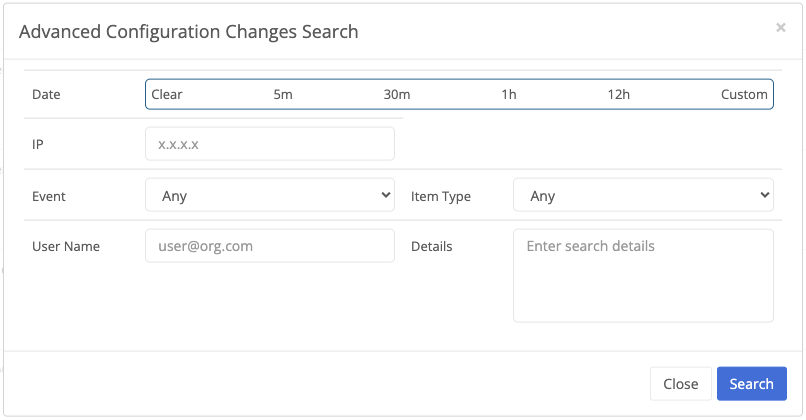 Advanced Configuration Changes Search ×
Date Clear 5m 30m 1h 12h Custom
IP x.x.x.x
Event Any Item Type Any
User Name user@org.com Details Enter search details
Close Search